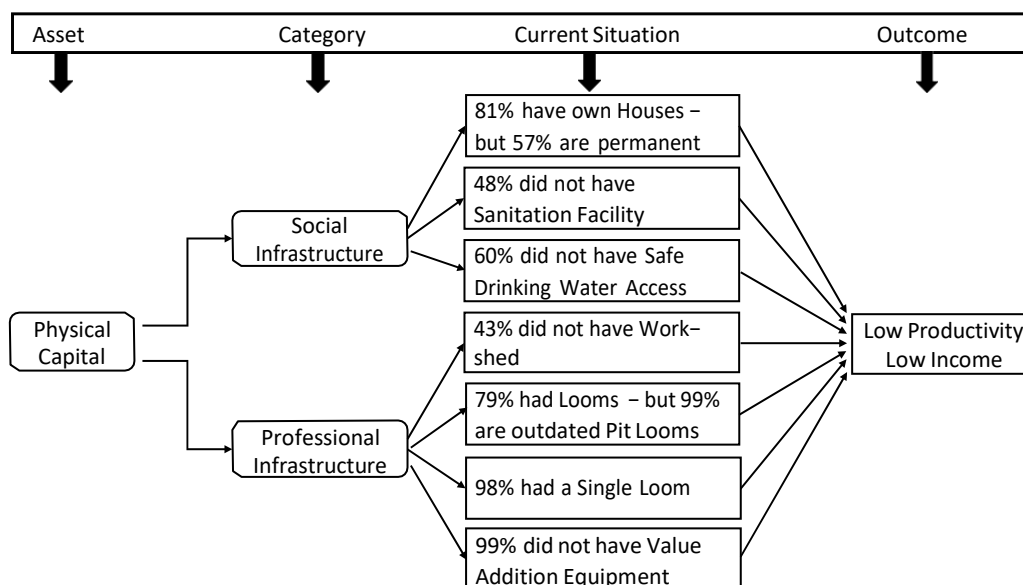 Asset Category Current Situation Outcome
81% have own Houses –
but 57% are permanent
48% did not have
Sanitation Facility
Social
Infrastructure
60% did not have Safe
Drinking Water Access
Physical
Capital
43% did not have Work–
shed
Low Productivity
Low Income
79% had Looms – but 99%
are outdated Pit Looms
Professional
Infrastructure
98% had a Single Loom
99% did not have Value
Addition Equipment